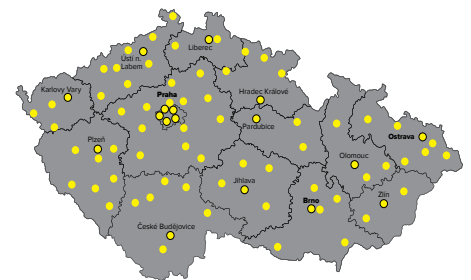 Liberec
Ústí n.
Labem
Karlovy Vary
Praha
Hradec Králové
Pardubice
Ostrava
Plzeň
Olomouc
Jihlava
Zlín
Brno
České Budějovice